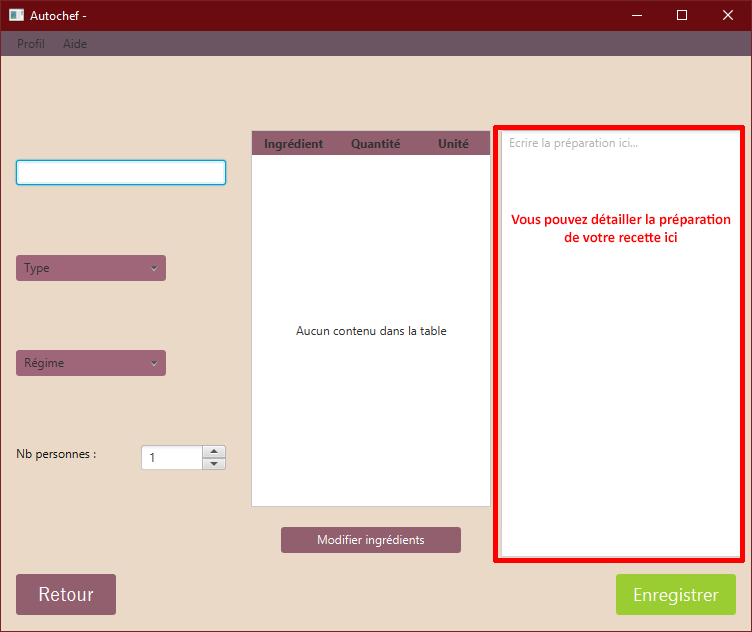 Autochef -
Profil Aide
Ingrédient Quantité Unité
Ecrire la préparation ici...
Vous pouvez détailler la préparation
de votre recette ici
Type
Aucun contenu dans la table
Régime
Nb personnes :
1
Modifier ingrédients
Retour
Enregistrer